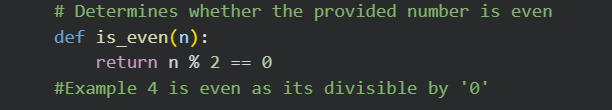 # Determines whether the provided number is even
def is_even(n):
    return n % 2 == 0
#Example 4 is even as its divisible by '0'